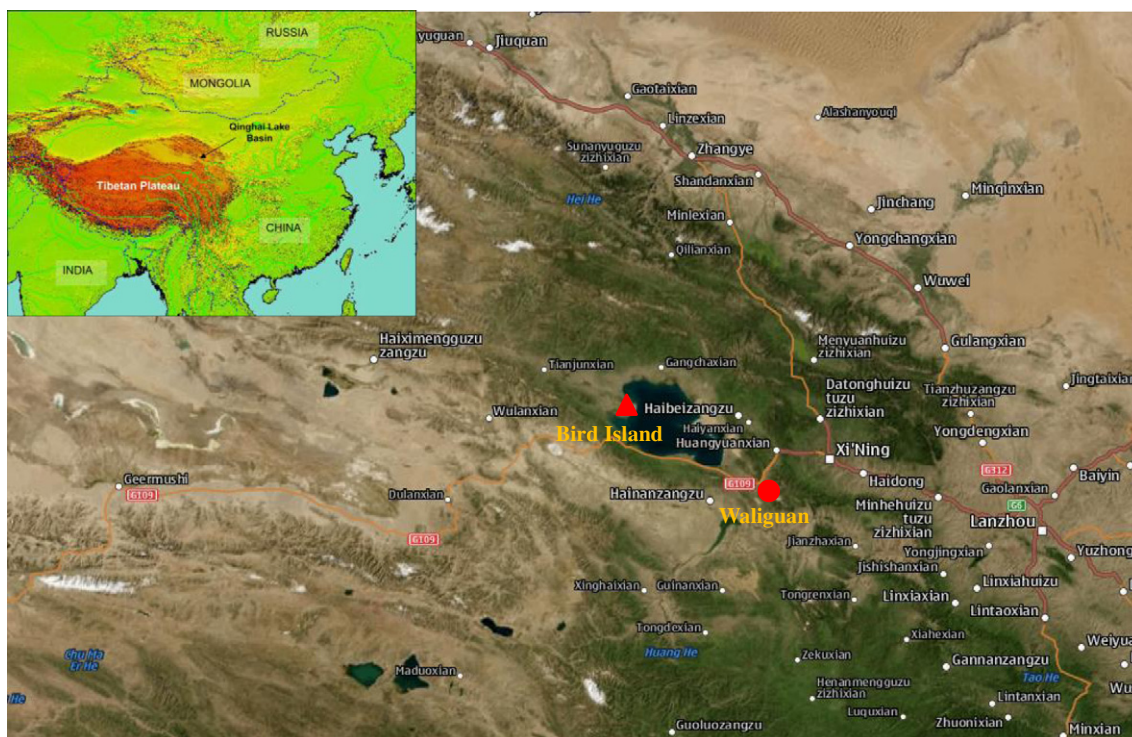 RUSSIA
MONGOLIA
Qinghai Lake
Basin
Tibetan Plateau
CHINA
INDIA
yuguan
Jiuquan
Gaotaixian
Alashanyouqi
Linzexian
Sunanyuguzu
zizhixian
Zhangye
Shandanxian
Minqinxian
Hei He
Jinchang
Minlexian
Qilianxian
Yongchangxian
Wuwei
Haiximengguzu
zangzu
Menyuanhuizu
zizhixian
Gulangxian
Tianjunxian
Gangchaxian
Jingtaixian
Datonghuizu
tuzu
zizhixian
Tianzhuzangzu
zizhixian
Wulanxian
Haibeizangzu
Bird Island
Haiyanxian
Huangyuanxian
Yongdengxian
Xi'Ning
G312
Baiyin
Geermushi
G109
Haidong
Dulanxian
Hainanzangzu
G109
Gaolanxian
Waliguan
Minhehuizu
tuzu
zizhixian
G6
Lanzhou
G109
Jianzhaxian
Yongjingxian
Yuzhong
Jishishanxian
Xinghaixian
Guinanxian
Tongrenxian
Linxiahuizu
Linxiaxian
Lintaoxian
Tongdexian
Xiahexian
Weiyua
Huang He
Chu Ma
Er He
Zekuxian
Gannanzangzu
Maduoxian
Tao He
Wu
He
Henanmengguzu
zizhixian
Lintanxian
Luquxian
Zhuonixian
Guoluozangzu
Minxian